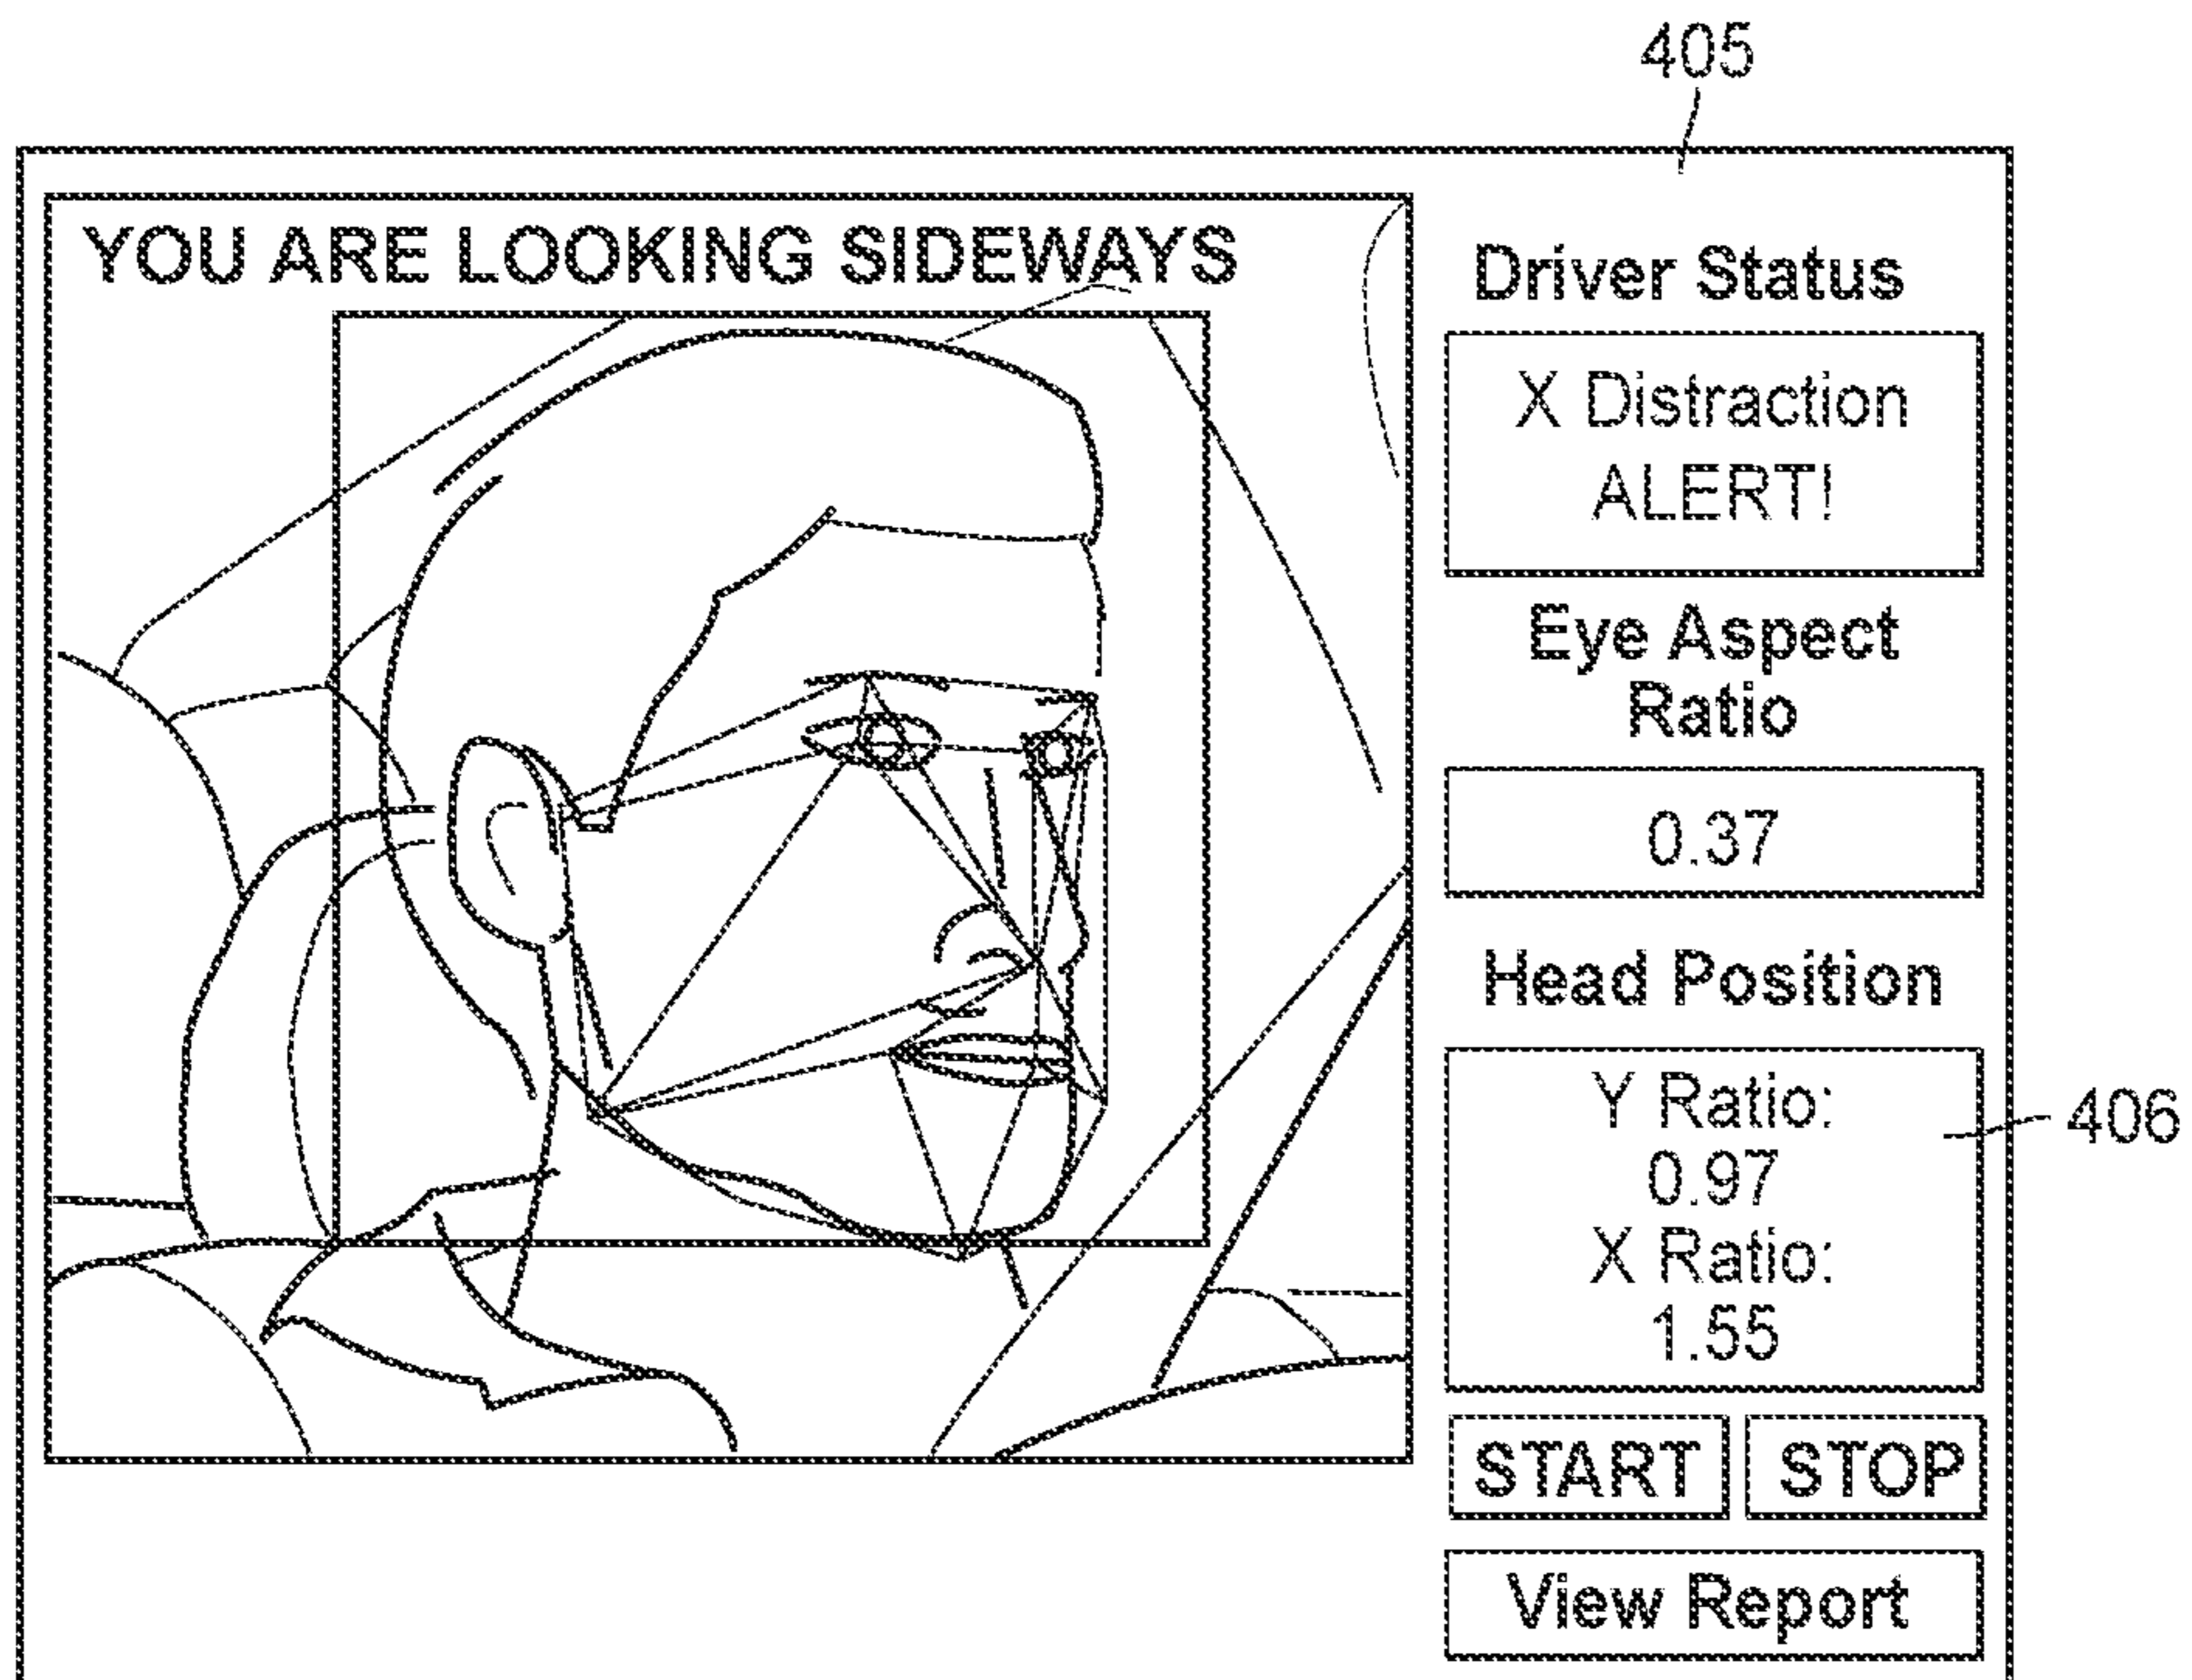 405
YOU ARE LOOKING SIDEWAYS
Driver Status
X Distraction
ALERT!
Eye Aspect
Ratio
0.37
Head Position
Y Ratio:
0.97
X Ratio:
1.55
406
START
STOP
View Report